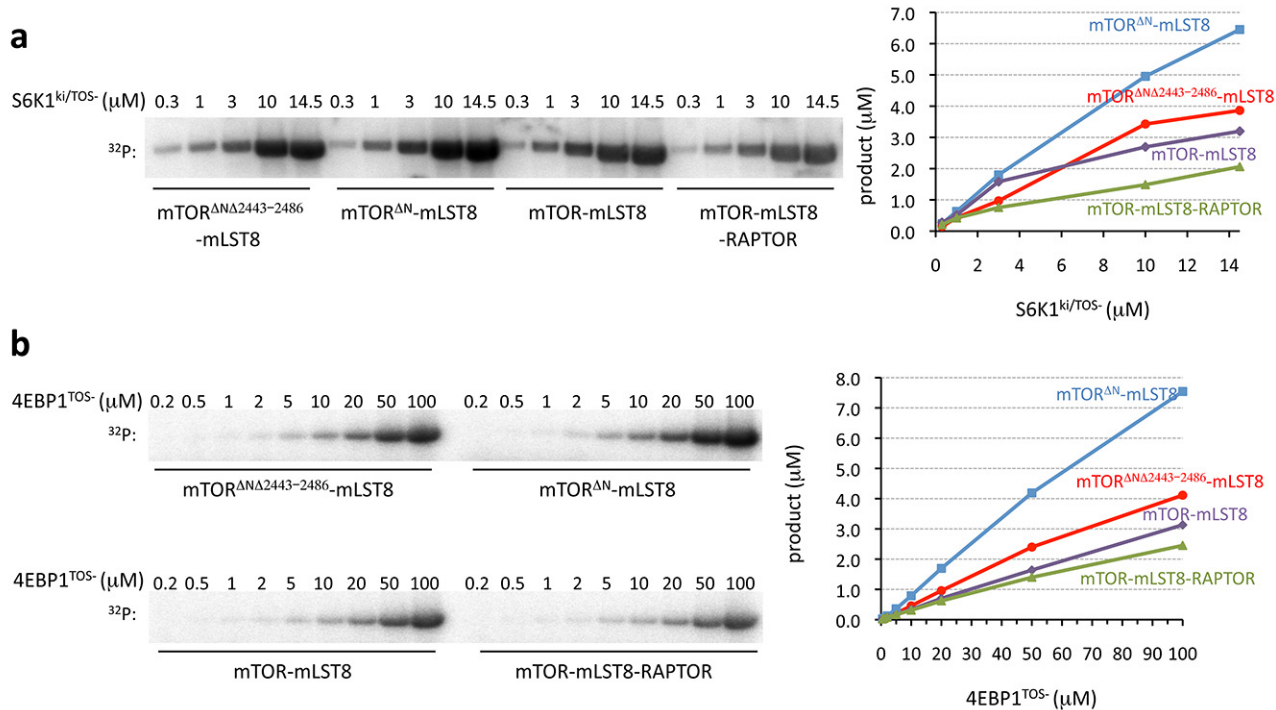 a
S6K1ki/TOS- (μM) 0.3 1 3 10 14.5 0.3 1 3 10 14.5 0.3 1 3 10 14.5 0.3 1 3 10 14.5
32P:
mTORΔNΔ2443–2486 -mLST8
mTORΔN-mLST8
mTOR-mLST8
mTOR-mLST8 -RAPTOR
product (μM)
7.0
6.0
5.0
4.0
3.0
2.0
1.0
0.0
mTORΔN-mLST8
mTORΔNΔ2443–2486-mLST8
mTOR-mLST8
mTOR-mLST8-RAPTOR
0 2 4 6 8 10 12 14
S6K1ki/TOS- (μM)
b
4EBP1TOS- (μM) 0.2 0.5 1 2 5 10 20 50 100 0.2 0.5 1 2 5 10 20 50 100
32P:
mTORΔNΔ2443–2486-mLST8
mTORΔN-mLST8
4EBP1TOS- (μM) 0.2 0.5 1 2 5 10 20 50 100 0.2 0.5 1 2 5 10 20 50 100
32P:
mTOR-mLST8
mTOR-mLST8-RAPTOR
product (μM)
8.0
7.0
6.0
5.0
4.0
3.0
2.0
1.0
0.0
mTORΔN-mLST8
mTORΔNΔ2443–2486-mLST8
mTOR-mLST8
mTOR-mLST8-RAPTOR
0 10 20 30 40 50 60 70 80 90 100
4EBP1TOS- (μM)